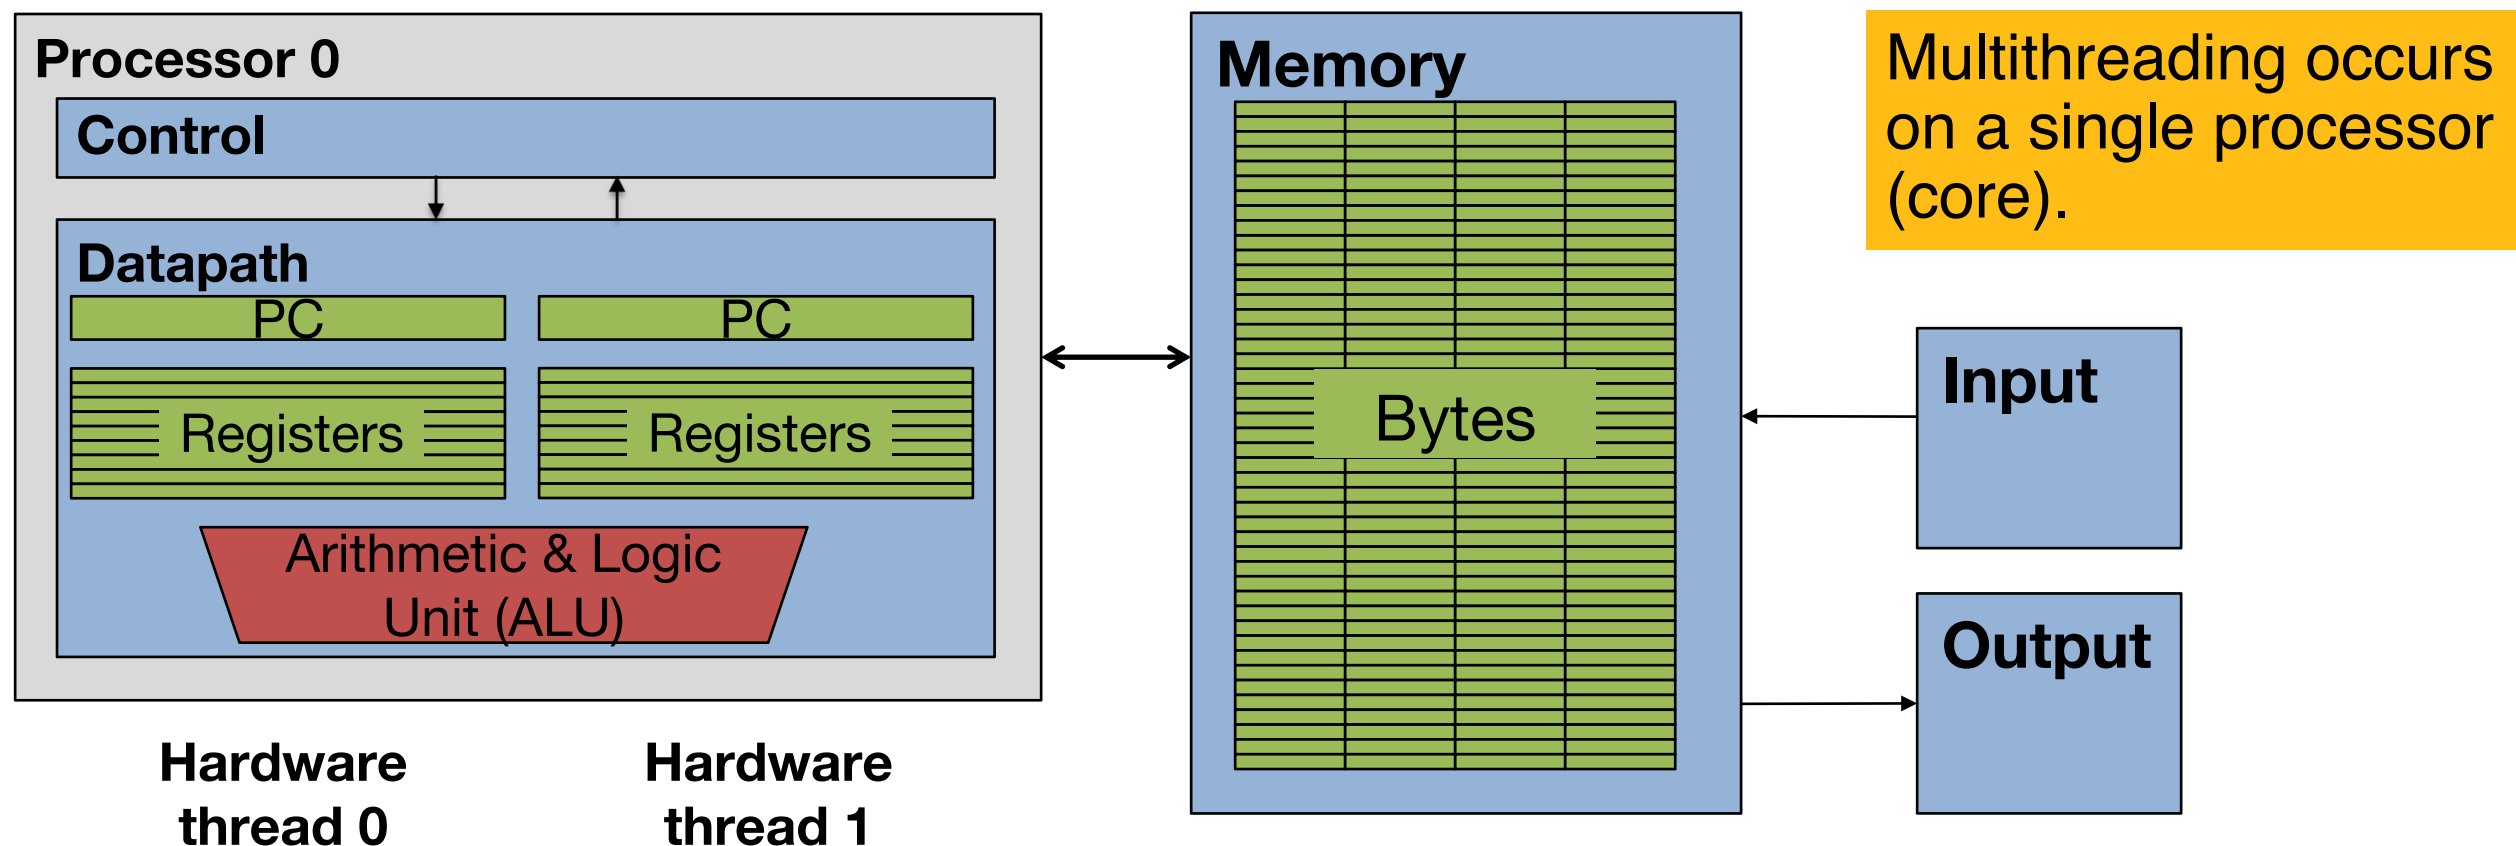 Processor 0
Control
Datapath
PC
PC
Registers
Registers
Arithmetic & Logic
Unit (ALU)
Hardware
thread 0
Hardware
thread 1
Memory
Bytes
Multithreading occurs
on a single processor
(core).
Input
Output